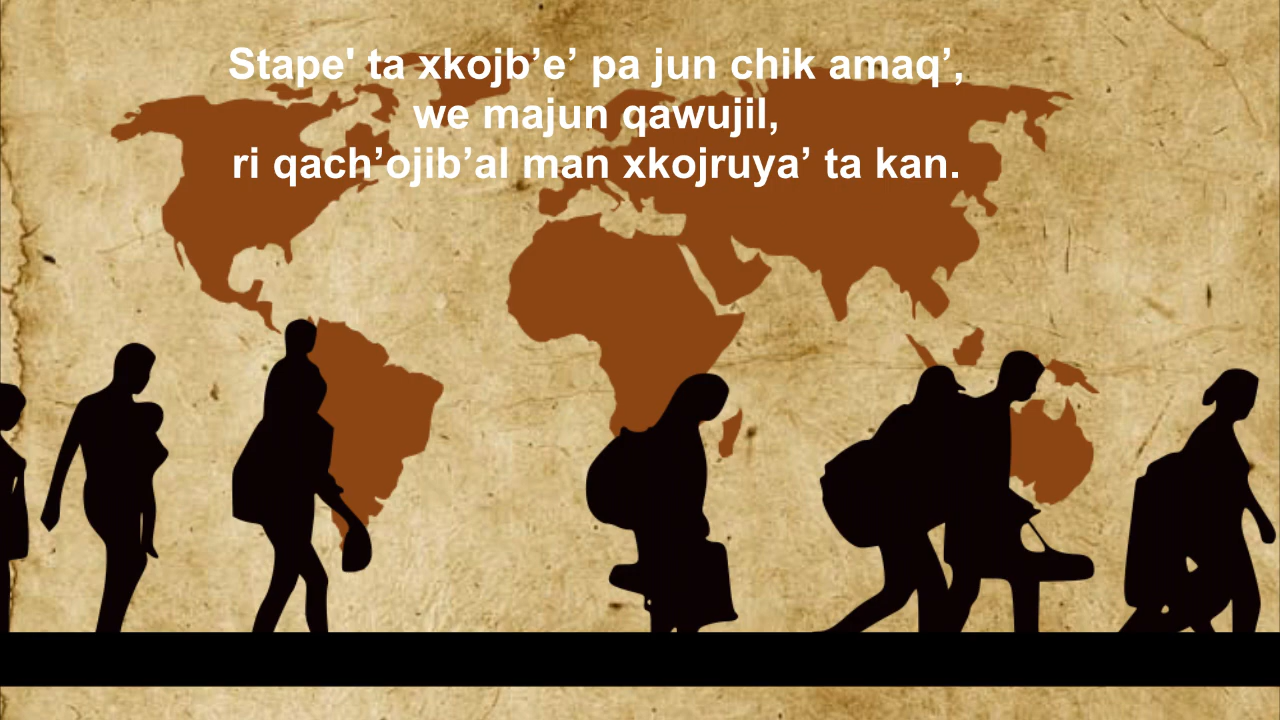 Stape' ta xkojb’e’ pa jun chik amaq’,
we majun qawujil,
ri qach’ojib’al man xkojruya’ ta kan.